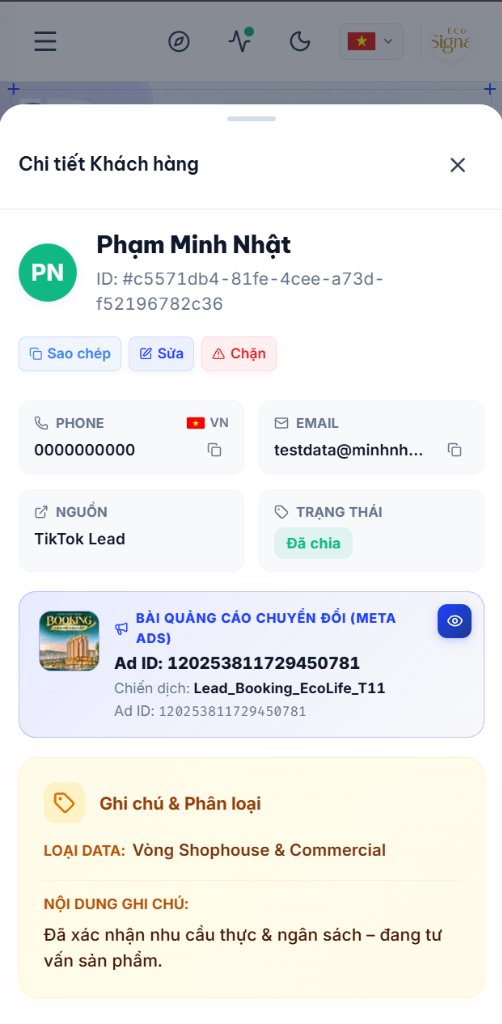 ECO
Signa
Chi tiết Khách hàng
PN
Phạm Minh Nhật
ID: #c5571db4-81fe-4cee-a73d-
f52196782c36
Sao chép
Sửa
Chặn
PHONE
VN
0000000000
EMAIL
testdata@minhnh...
NGUỒN
TikTok Lead
TRẠNG THÁI
Đã chia
BOOKING
BÀI QUẢNG CÁO CHUYỂN ĐỔI (META
ADS)
Ad ID: 120253811729450781
Chiến dịch: Lead_Booking_EcoLife_T11
Ad ID: 120253811729450781
Ghi chú & Phân loại
LOẠI DATA: Vòng Shophouse & Commercial
NỘI DUNG GHI CHÚ:
Đã xác nhận nhu cầu thực & ngân sách – đang tư
vấn sản phẩm.